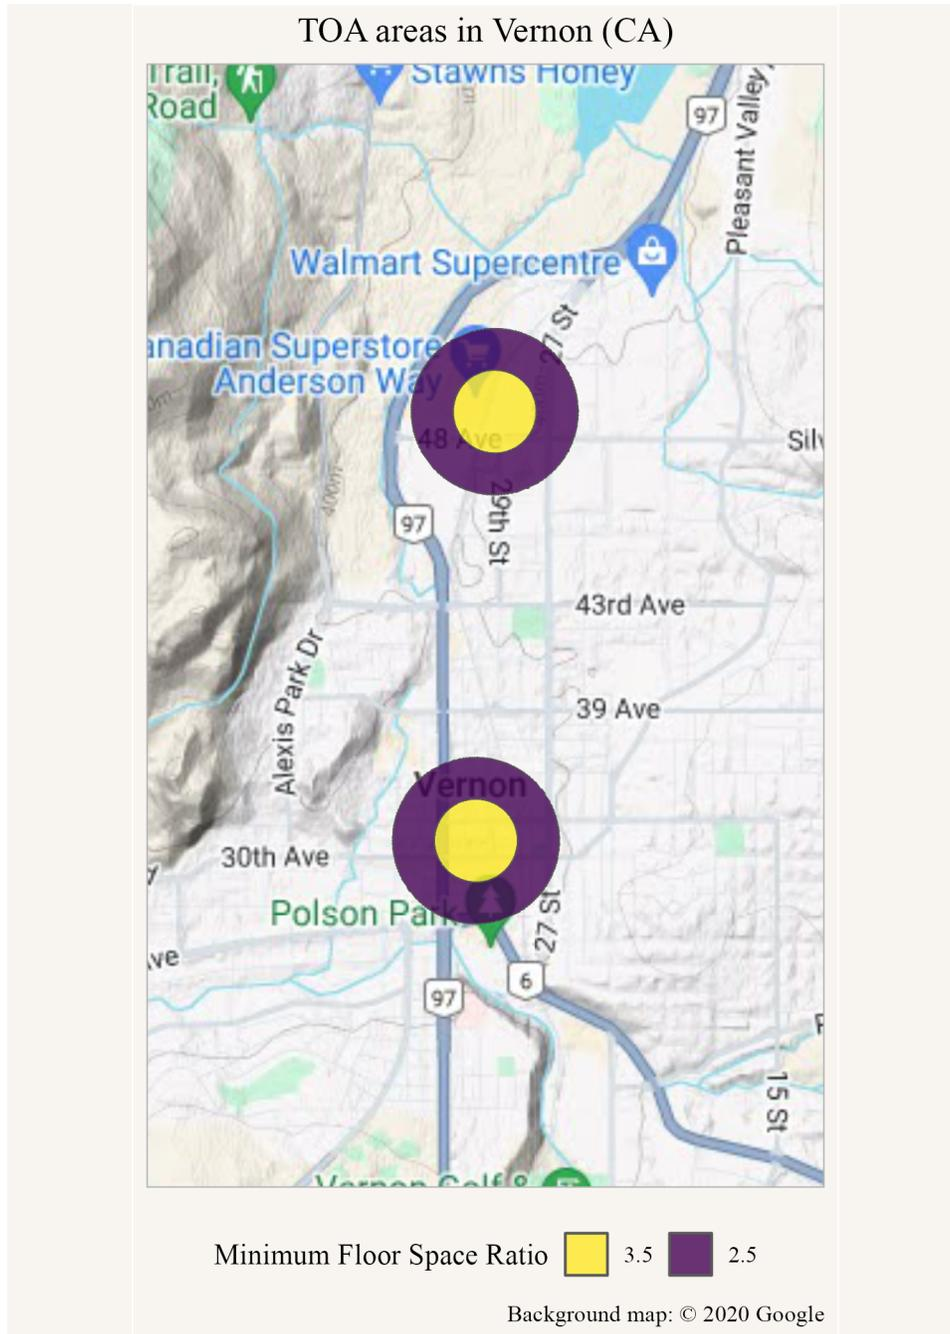 TOA areas in Vernon (CA)
Trail,
Road
Stawns Honey
97
Pleasant Valley
Walmart Supercentre
27 St
anadian Superstore
Anderson Way
48 Ave
Silv
400m
97
29th St
43rd Ave
Alexis Park Dr
39 Ave
Vernon
30th Ave
Polson Park
27 St
ve
6
97
15 St
Vernon Golf &
Minimum Floor Space Ratio 3.5 2.5
Background map: © 2020 Google